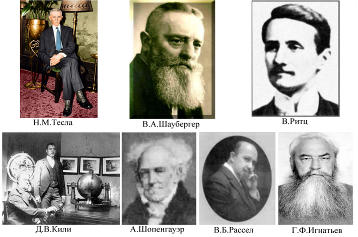 Н.М.Тесла
В.А.Шаубергер
В.Ритц
Д.В.Кили
А.Шопенгауэр
В.Б.Рассел
Г.Ф.Игнатьев